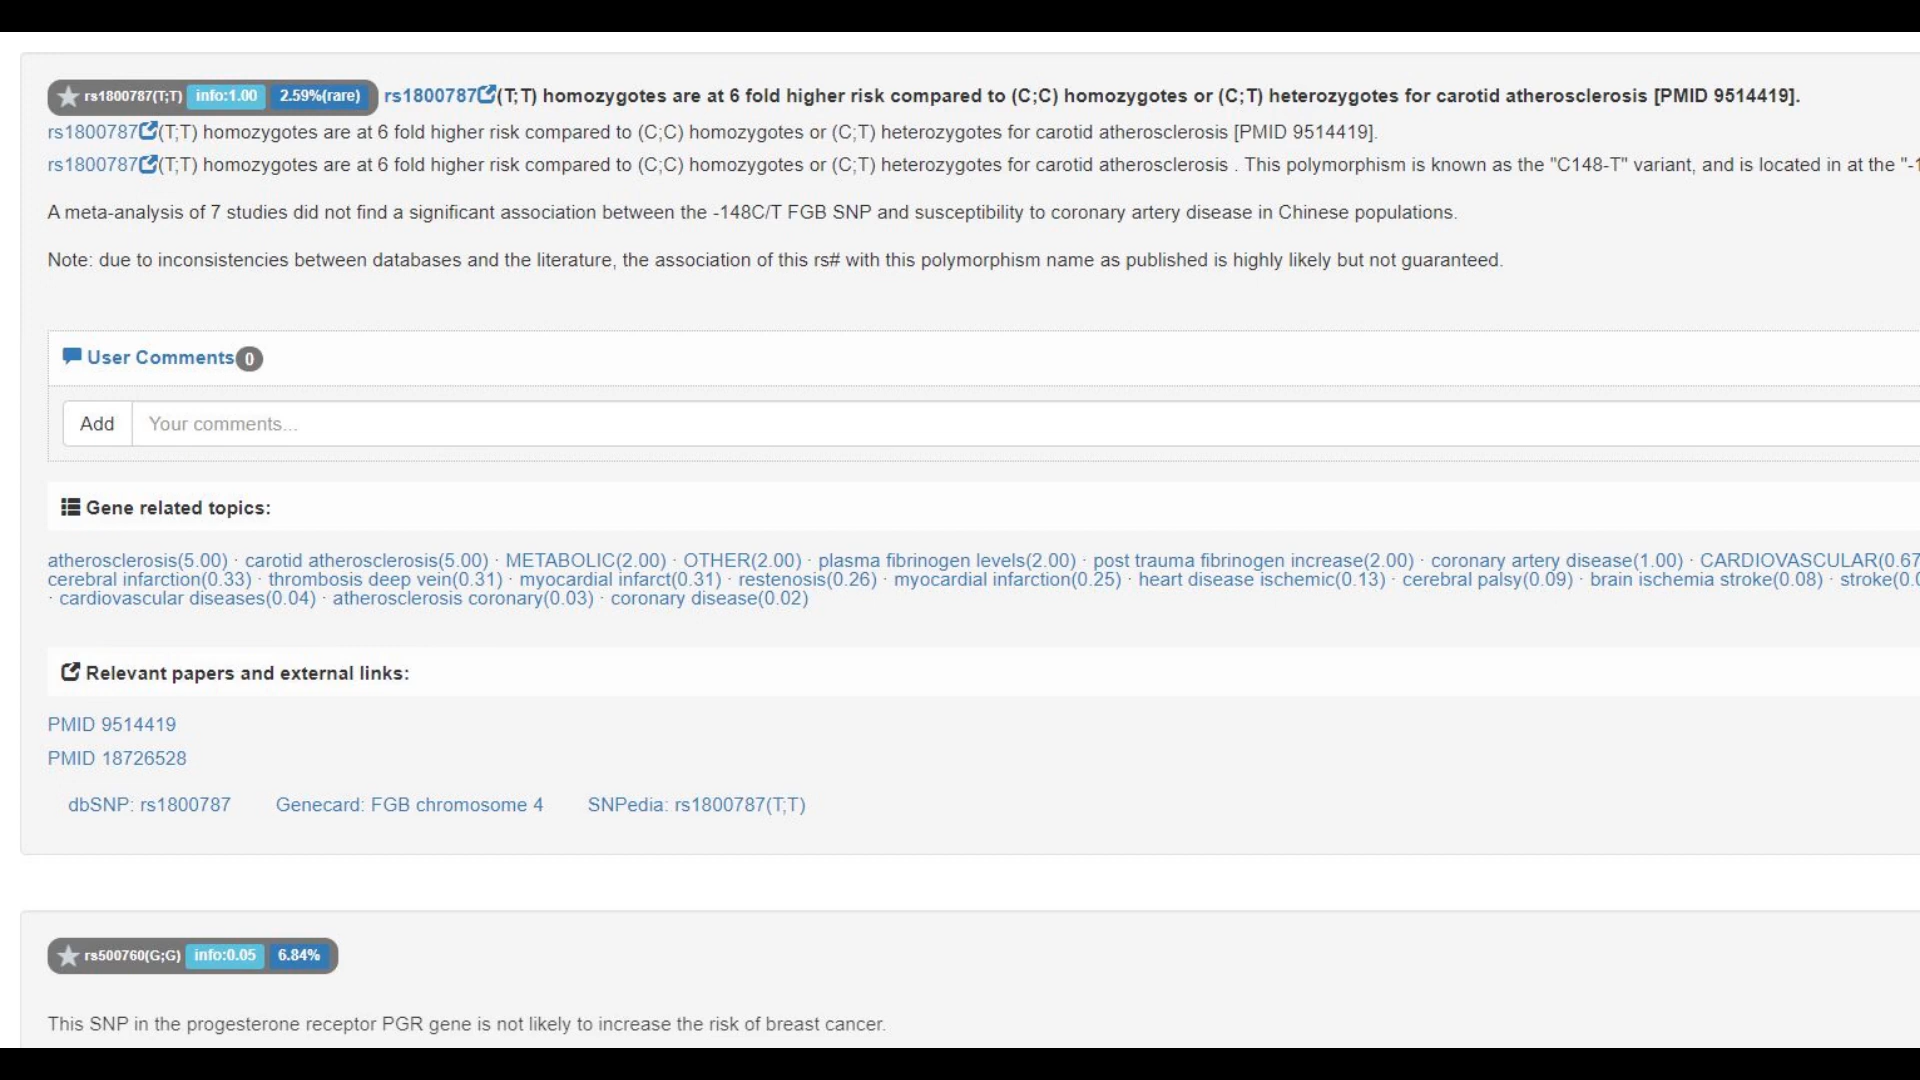 rs1800787(T;T) info:1.00 2.59%(rare) rs1800787(T;T) homozygotes are at 6 fold higher risk compared to (C;C) homozygotes or (C;T) heterozygotes for carotid atherosclerosis [PMID 9514419].
rs1800787(T;T) homozygotes are at 6 fold higher risk compared to (C;C) homozygotes or (C;T) heterozygotes for carotid atherosclerosis [PMID 9514419].
rs1800787(T;T) homozygotes are at 6 fold higher risk compared to (C;C) homozygotes or (C;T) heterozygotes for carotid atherosclerosis . This polymorphism is known as the "C148-T" variant, and is located in at the "-1
A meta-analysis of 7 studies did not find a significant association between the -148C/T FGB SNP and susceptibility to coronary artery disease in Chinese populations.
Note: due to inconsistencies between databases and the literature, the association of this rs# with this polymorphism name as published is highly likely but not guaranteed.
User Comments 0
Add Your comments...
Gene related topics:
atherosclerosis(5.00) · carotid atherosclerosis(5.00) · METABOLIC(2.00) · OTHER(2.00) · plasma fibrinogen levels(2.00) · post trauma fibrinogen increase(2.00) · coronary artery disease(1.00) · CARDIOVASCULAR(0.67
cerebral infarction(0.33) · thrombosis deep vein(0.31) · myocardial infarct(0.31) · restenosis(0.26) · myocardial infarction(0.25) · heart disease ischemic(0.13) · cerebral palsy(0.09) · brain ischemia stroke(0.08) · stroke(0.0
· cardiovascular diseases(0.04) · atherosclerosis coronary(0.03) · coronary disease(0.02)
Relevant papers and external links:
PMID 9514419
PMID 18726528
dbSNP: rs1800787 Genecard: FGB chromosome 4 SNPedia: rs1800787(T;T)
rs500760(G;G) info:0.05 6.84%
This SNP in the progesterone receptor PGR gene is not likely to increase the risk of breast cancer.